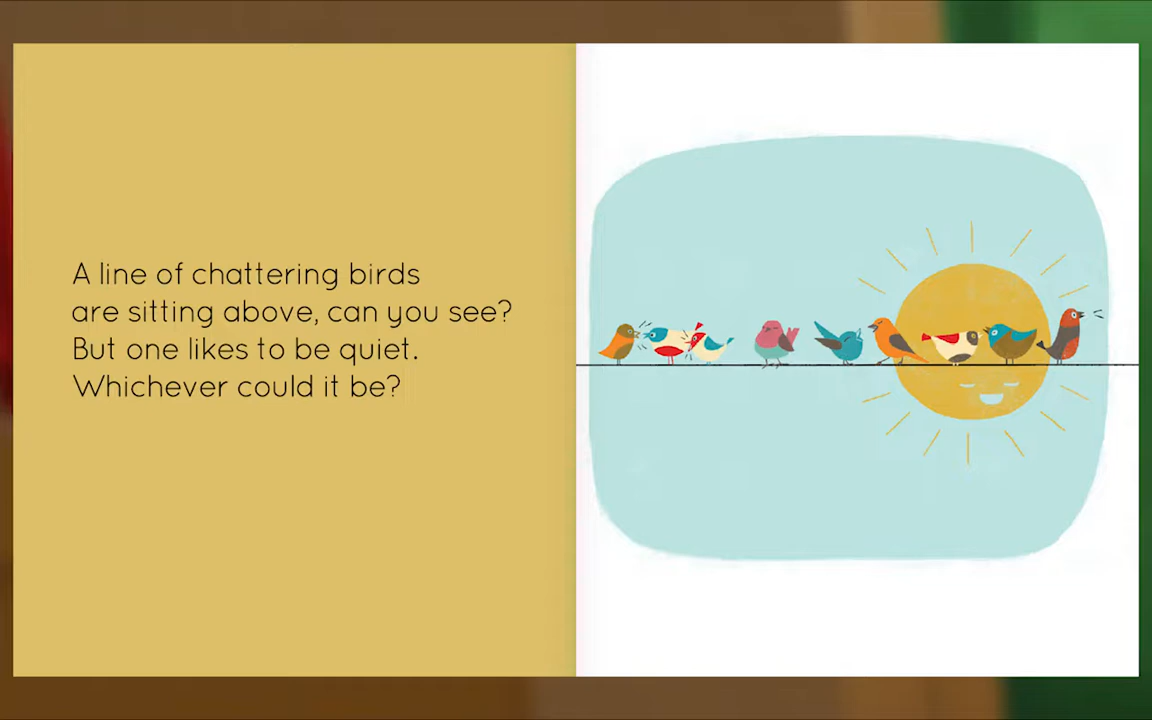 A line of chattering birds
are sitting above, can you see?
But one likes to be quiet.
Whichever could it be?